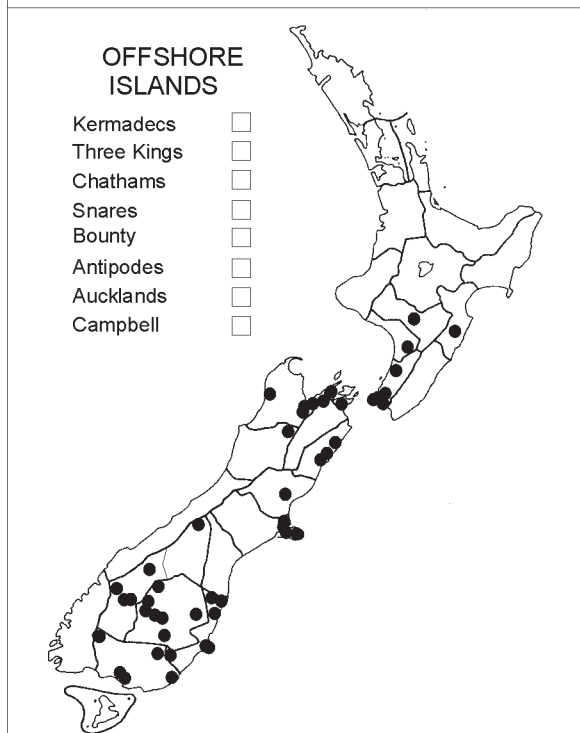 OFFSHORE
ISLANDS
Kermadecs
Three Kings
Chathams
Snares
Bounty
Antipodes
Aucklands
Campbell